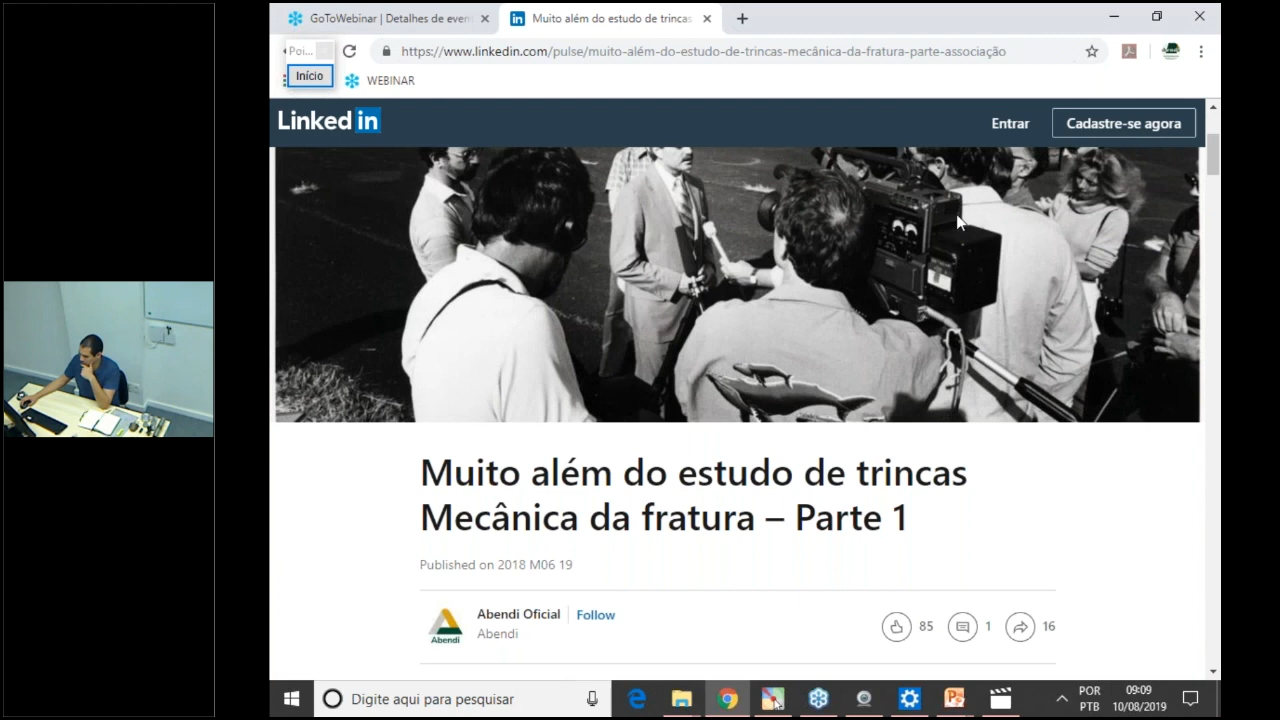 GoToWebinar | Detalhes de even
Muito além do estudo de trincas
Poi...
https://www.linkedin.com/pulse/muito-além-do-estudo-de-trincas-mecânica-da-fratura-parte-associação
Início
WEBINAR
Linked in
Entrar
Cadastre-se agora
Muito além do estudo de trincas
Mecânica da fratura – Parte 1
Published on 2018 M06 19
Abendi Oficial
Follow
Abendi
Abendi
85
1
16
Digite aqui para pesquisar
POR
PTB
09:09
10/08/2019